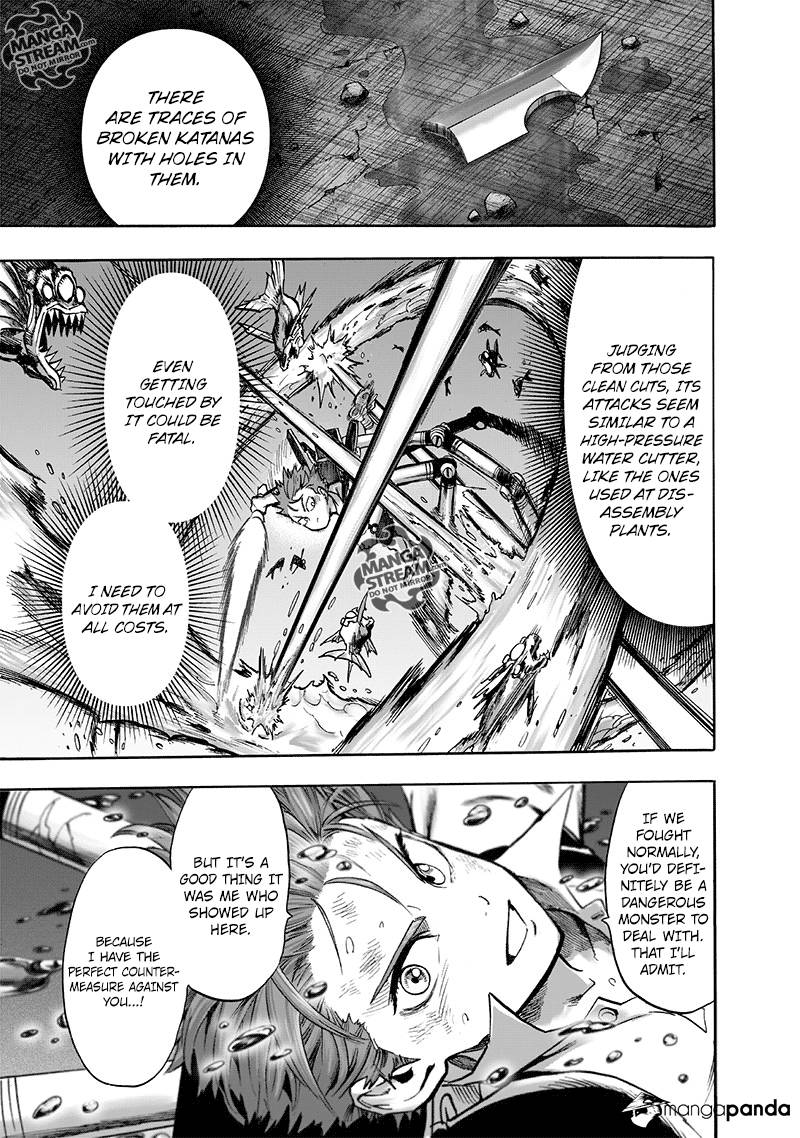 MANGA
STREAM.com
DO NOT MIRROR
THERE
ARE TRACES OF
BROKEN KATANAS
WITH HOLES IN
THEM.
JUDGING
FROM THOSE
CLEAN CUTS, ITS
ATTACKS SEEM
SIMILAR TO A
HIGH-PRESSURE
WATER CUTTER,
LIKE THE ONES
USED AT DIS-
ASSEMBLY
PLANTS.
EVEN
GETTING
TOUCHED BY
IT COULD BE
FATAL.
I NEED TO
AVOID THEM AT
ALL COSTS.
MANGA
STREAM.com
DO NOT MIRROR
IF WE
FOUGHT
NORMALLY,
YOU'D DEFI-
NITELY BE A
DANGEROUS
MONSTER TO
DEAL WITH.
THAT I'LL
ADMIT.
BUT IT'S A
GOOD THING
IT WAS ME WHO
SHOWED UP
HERE.
BECAUSE
I HAVE THE
PERFECT COUNTER-
MEASURE AGAINST
YOU...!
mangapanda